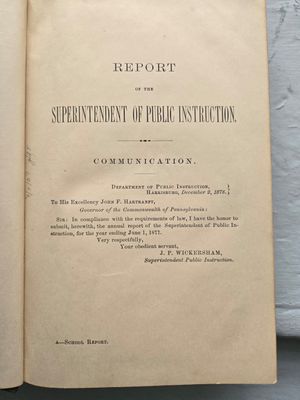 REPORT
OF THE
SUPERINTENDENT OF PUBLIC INSTRUCTION.
COMMUNICATION.
DEPARTMENT OF PUBLIC INSTRUCTION,
HARRISBURG, December 2, 1878.
To His Excellency JOHN F. HARTRANFT,
Governor of the Commonwealth of Pennsylvania:
SIR: In compliance with the requirements of law, I have the honor to
submit, herewith, the annual report of the Superintendent of Public In-
struction, for the year ending June 1, 1877.
Very respectfully,
Your obedient servant,
J. P. WICKERSHAM,
Superintendent Public Instruction.
A—SCHOOL REPORT.